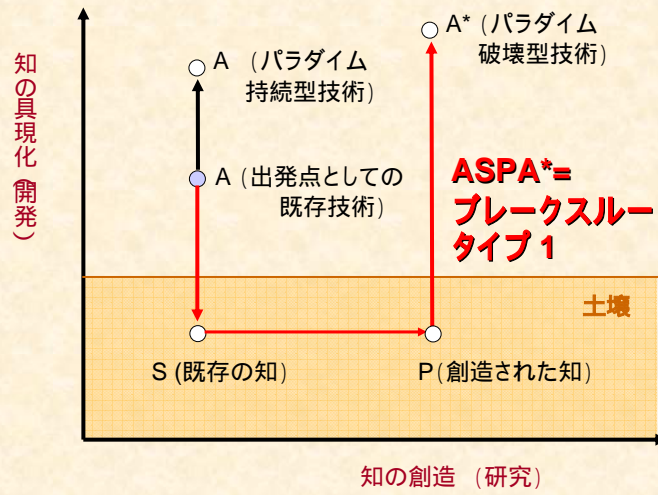 A* (パラダイム
破壊型技術)
A (パラダイム
持続型技術)
知の具現化(開発)
A (出発点としての
既存技術)
ASPA*=
ブレークスルー
タイプ 1
土壌
S (既存の知)
P(創造された知)
知の創造 (研究)